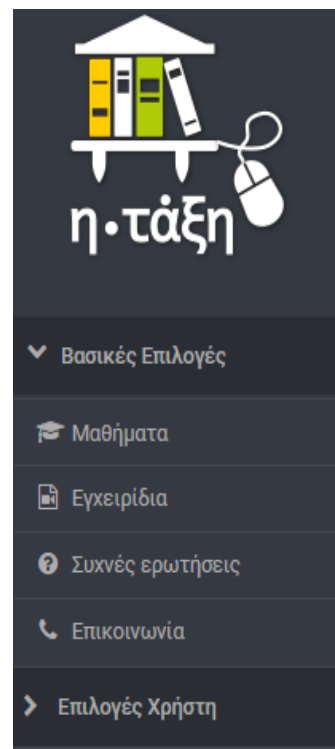 η•τάξη
Βασικές Επιλογές
Μαθήματα
Εγχειρίδια
Συχνές ερωτήσεις
Επικοινωνία
Επιλογές Χρήστη